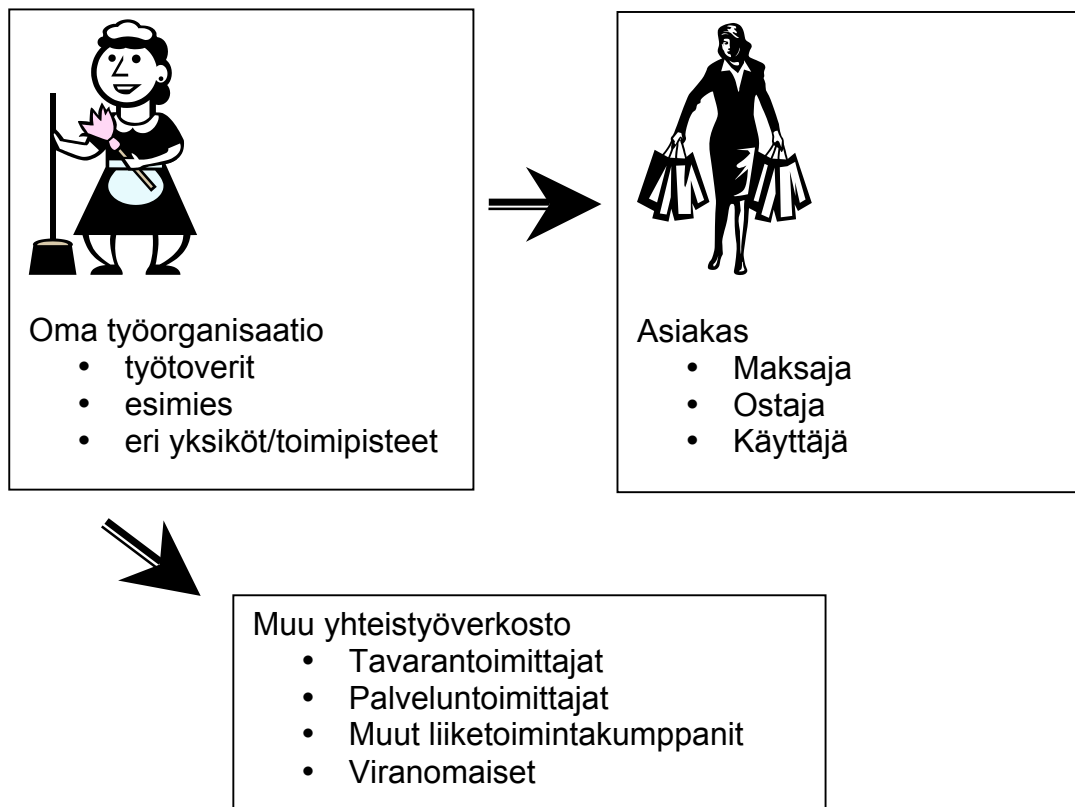 Oma työorganisaatio
• työtoverit
• esimies
• eri yksiköt/toimipisteet
Asiakas
• Maksaja
• Ostaja
• Käyttäjä
Muu yhteistyöverkosto
• Tavarantoimittajat
• Palveluntoimittajat
• Muut liiketoimintakumppanit
• Viranomaiset